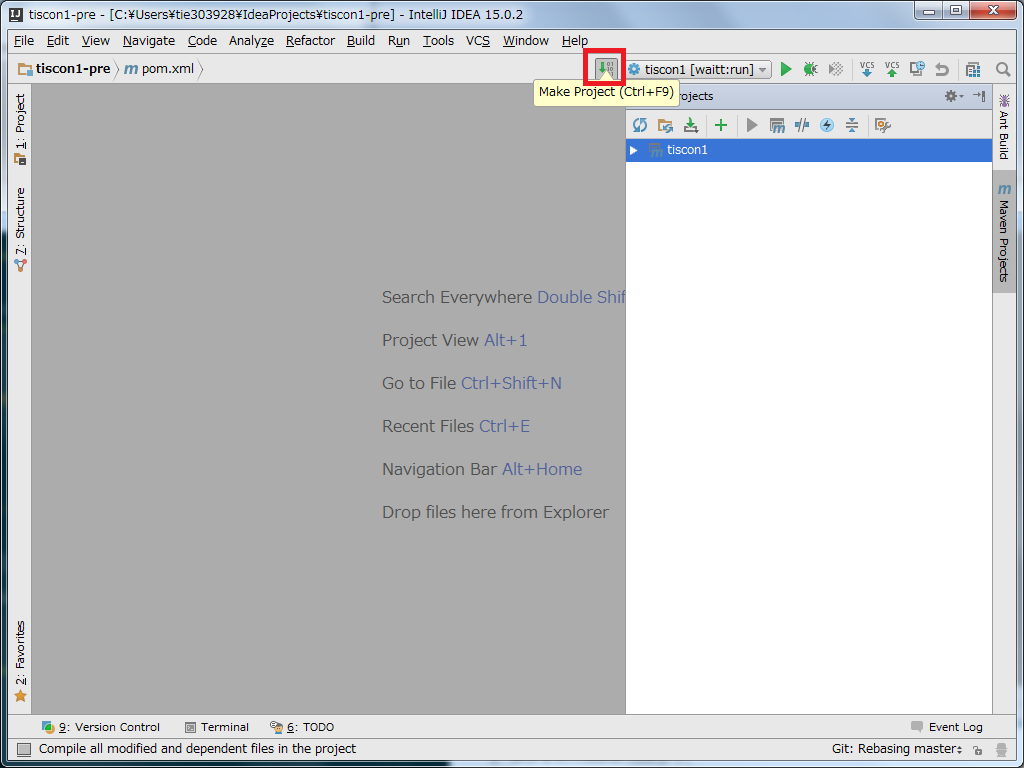 tiscon1-pre - [C:¥Users¥tie303928¥IdeaProjects¥tiscon1-pre] - IntelliJ IDEA 15.0.2
File Edit View Navigate Code Analyze Refactor Build Run Tools VCS Window Help
tiscon1-pre m pom.xml tiscon1 [waitt:run] VCS VCS
Make Project (Ctrl+F9)
rojects
tiscon1
1: Project
7: Structure
2: Favorites
Ant Build
m Maven Projects
Search Everywhere Double Shif
Project View Alt+1
Go to File Ctrl+Shift+N
Recent Files Ctrl+E
Navigation Bar Alt+Home
Drop files here from Explorer
9: Version Control Terminal 6: TODO Event Log
Compile all modified and dependent files in the project Git: Rebasing master